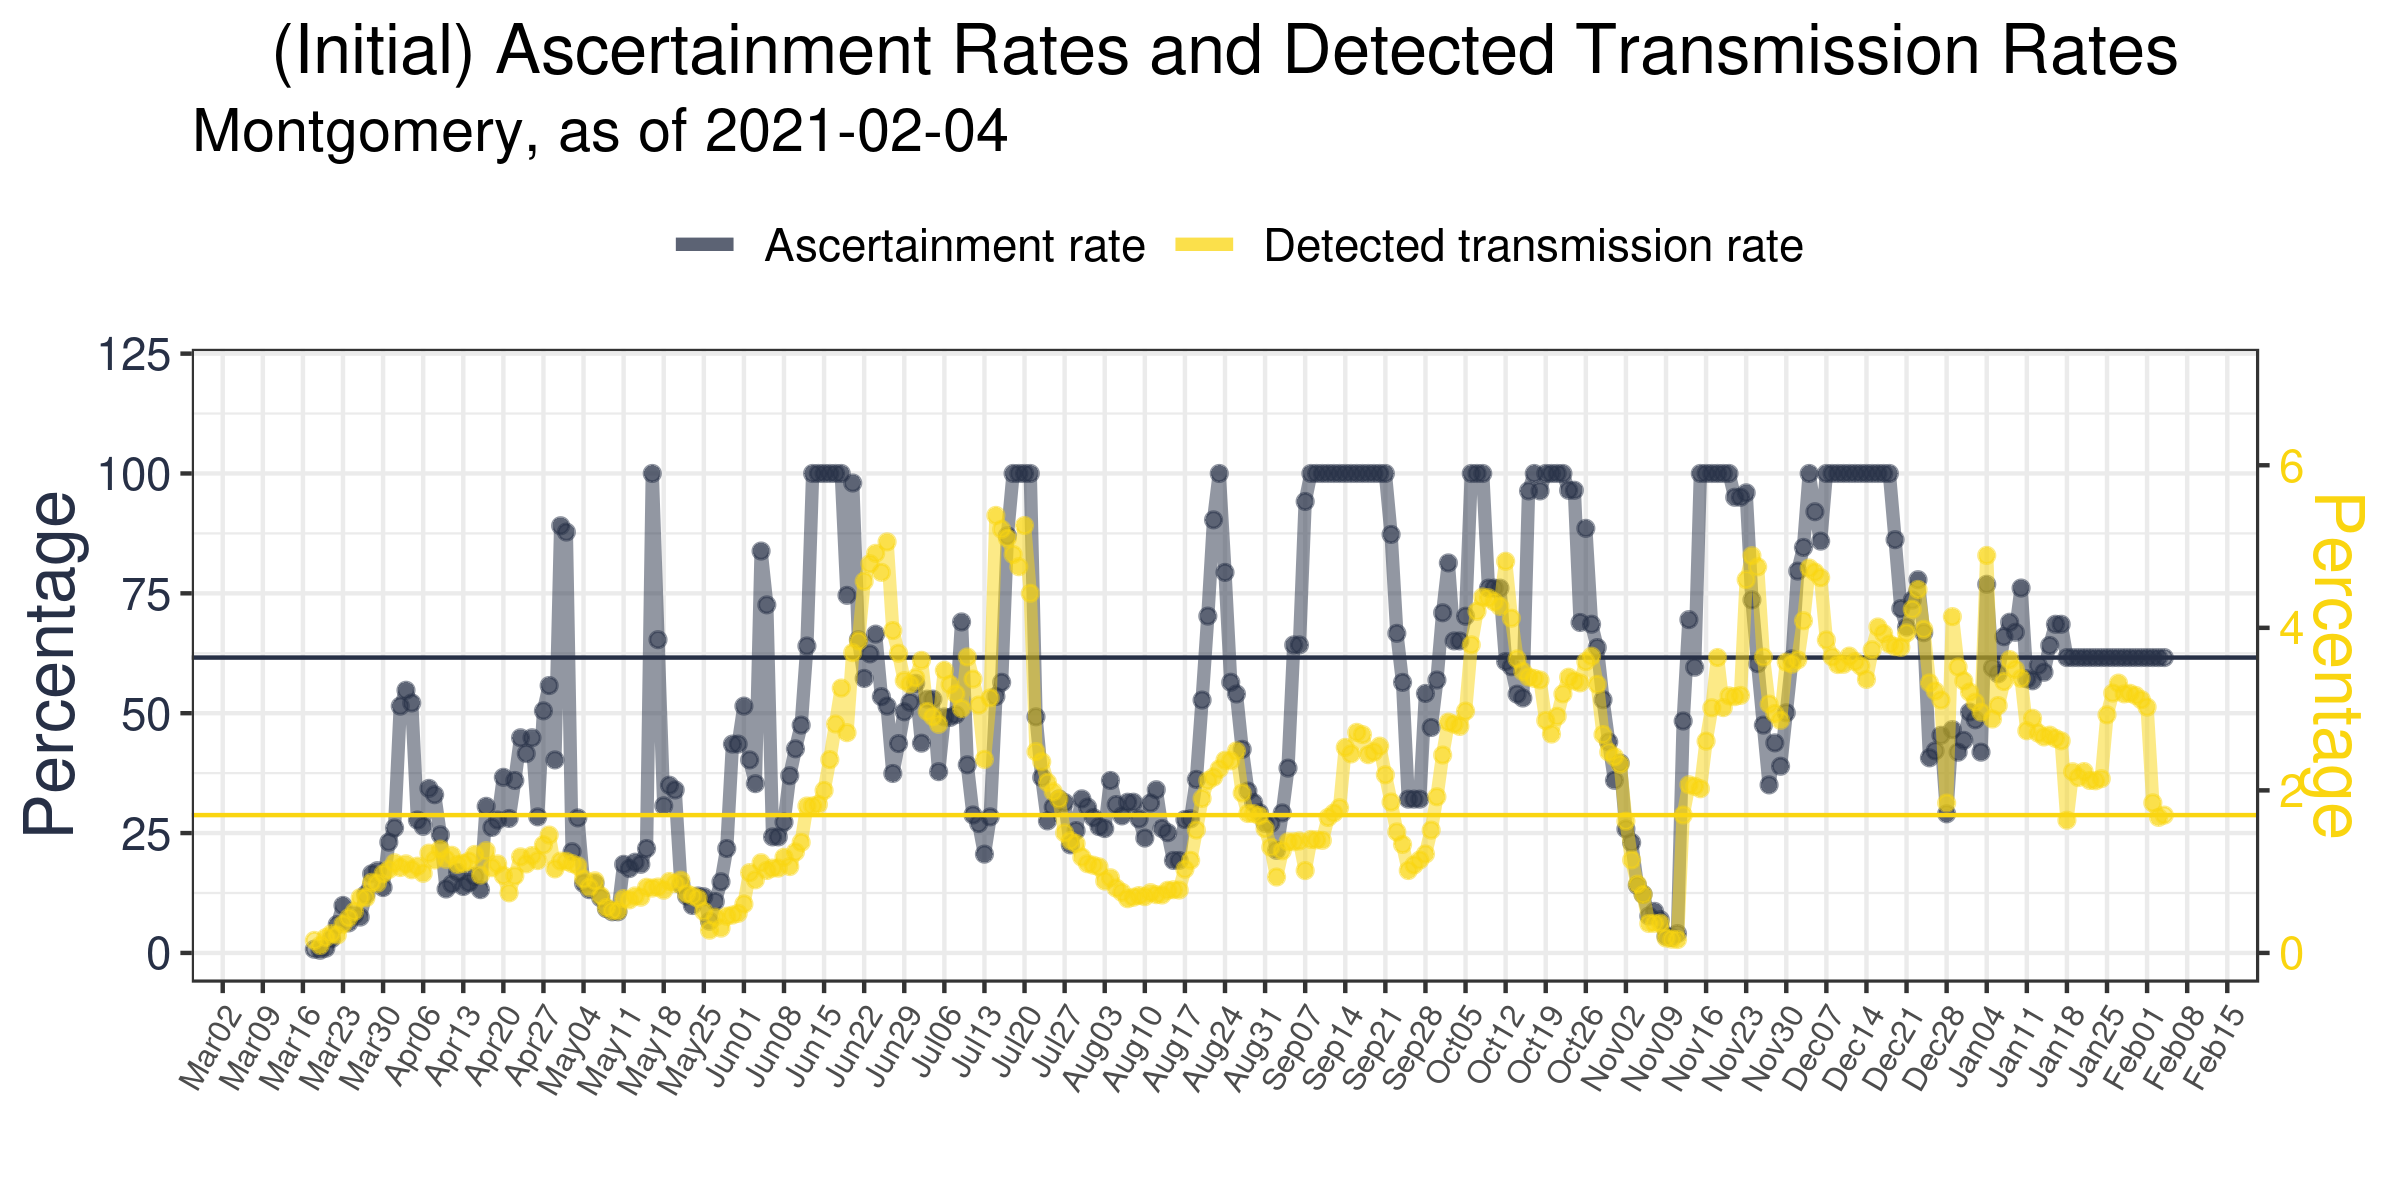 (Initial) Ascertainment Rates and Detected Transmission Rates
Montgomery, as of 2021-02-04
Ascertainment rate
Detected transmission rate
Percentage
125
100
75
50
25
0
6
4
2
0
Percentage
Mar02
Mar09
Mar16
Mar23
Mar30
Apr06
Apr13
Apr20
Apr27
May04
May11
May18
May25
Jun01
Jun08
Jun15
Jun22
Jun29
Jul06
Jul13
Jul20
Jul27
Aug03
Aug10
Aug17
Aug24
Aug31
Sep07
Sep14
Sep21
Sep28
Oct05
Oct12
Oct19
Oct26
Nov02
Nov09
Nov16
Nov23
Nov30
Dec07
Dec14
Dec21
Dec28
Jan04
Jan11
Jan18
Jan25
Feb01
Feb08
Feb15